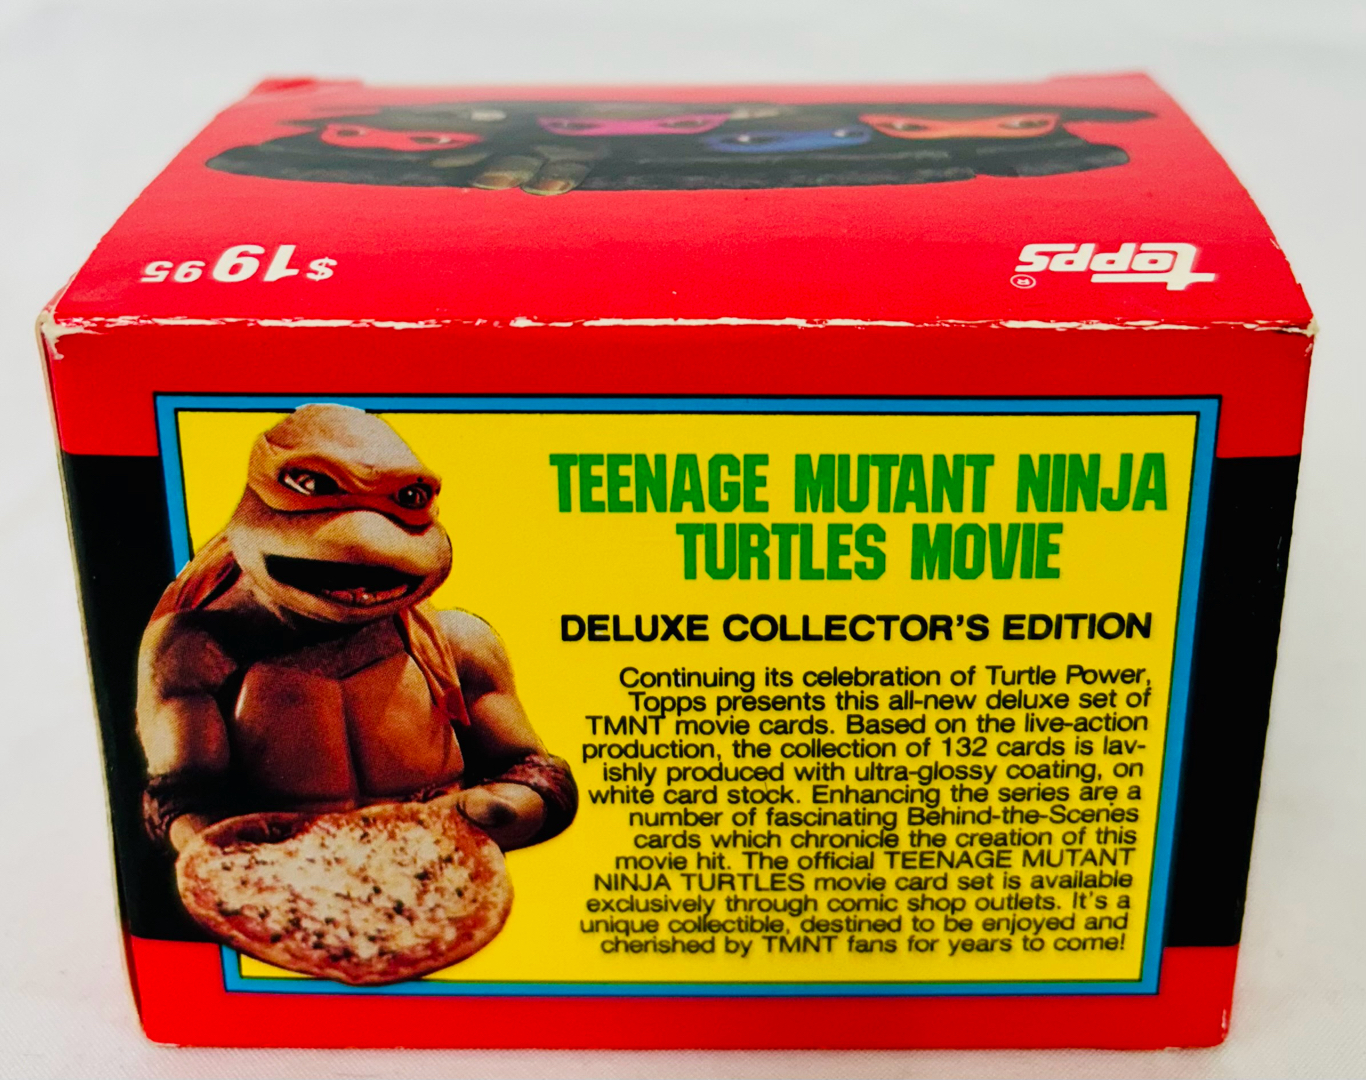 $19.95
topps®
TEENAGE MUTANT NINJA
TURTLES MOVIE
DELUXE COLLECTOR'S EDITION
Continuing its celebration of Turtle Power,
Topps presents this all-new deluxe set of
TMNT movie cards. Based on the live-action
production, the collection of 132 cards is lav-
ishly produced with ultra-glossy coating, on
white card stock. Enhancing the series are a
number of fascinating Behind-the-Scenes
cards which chronicle the creation of this
movie hit. The official TEENAGE MUTANT
NINJA TURTLES movie card set is available
exclusively through comic shop outlets. It's a
unique collectible, destined to be enjoyed and
cherished by TMNT fans for years to come!